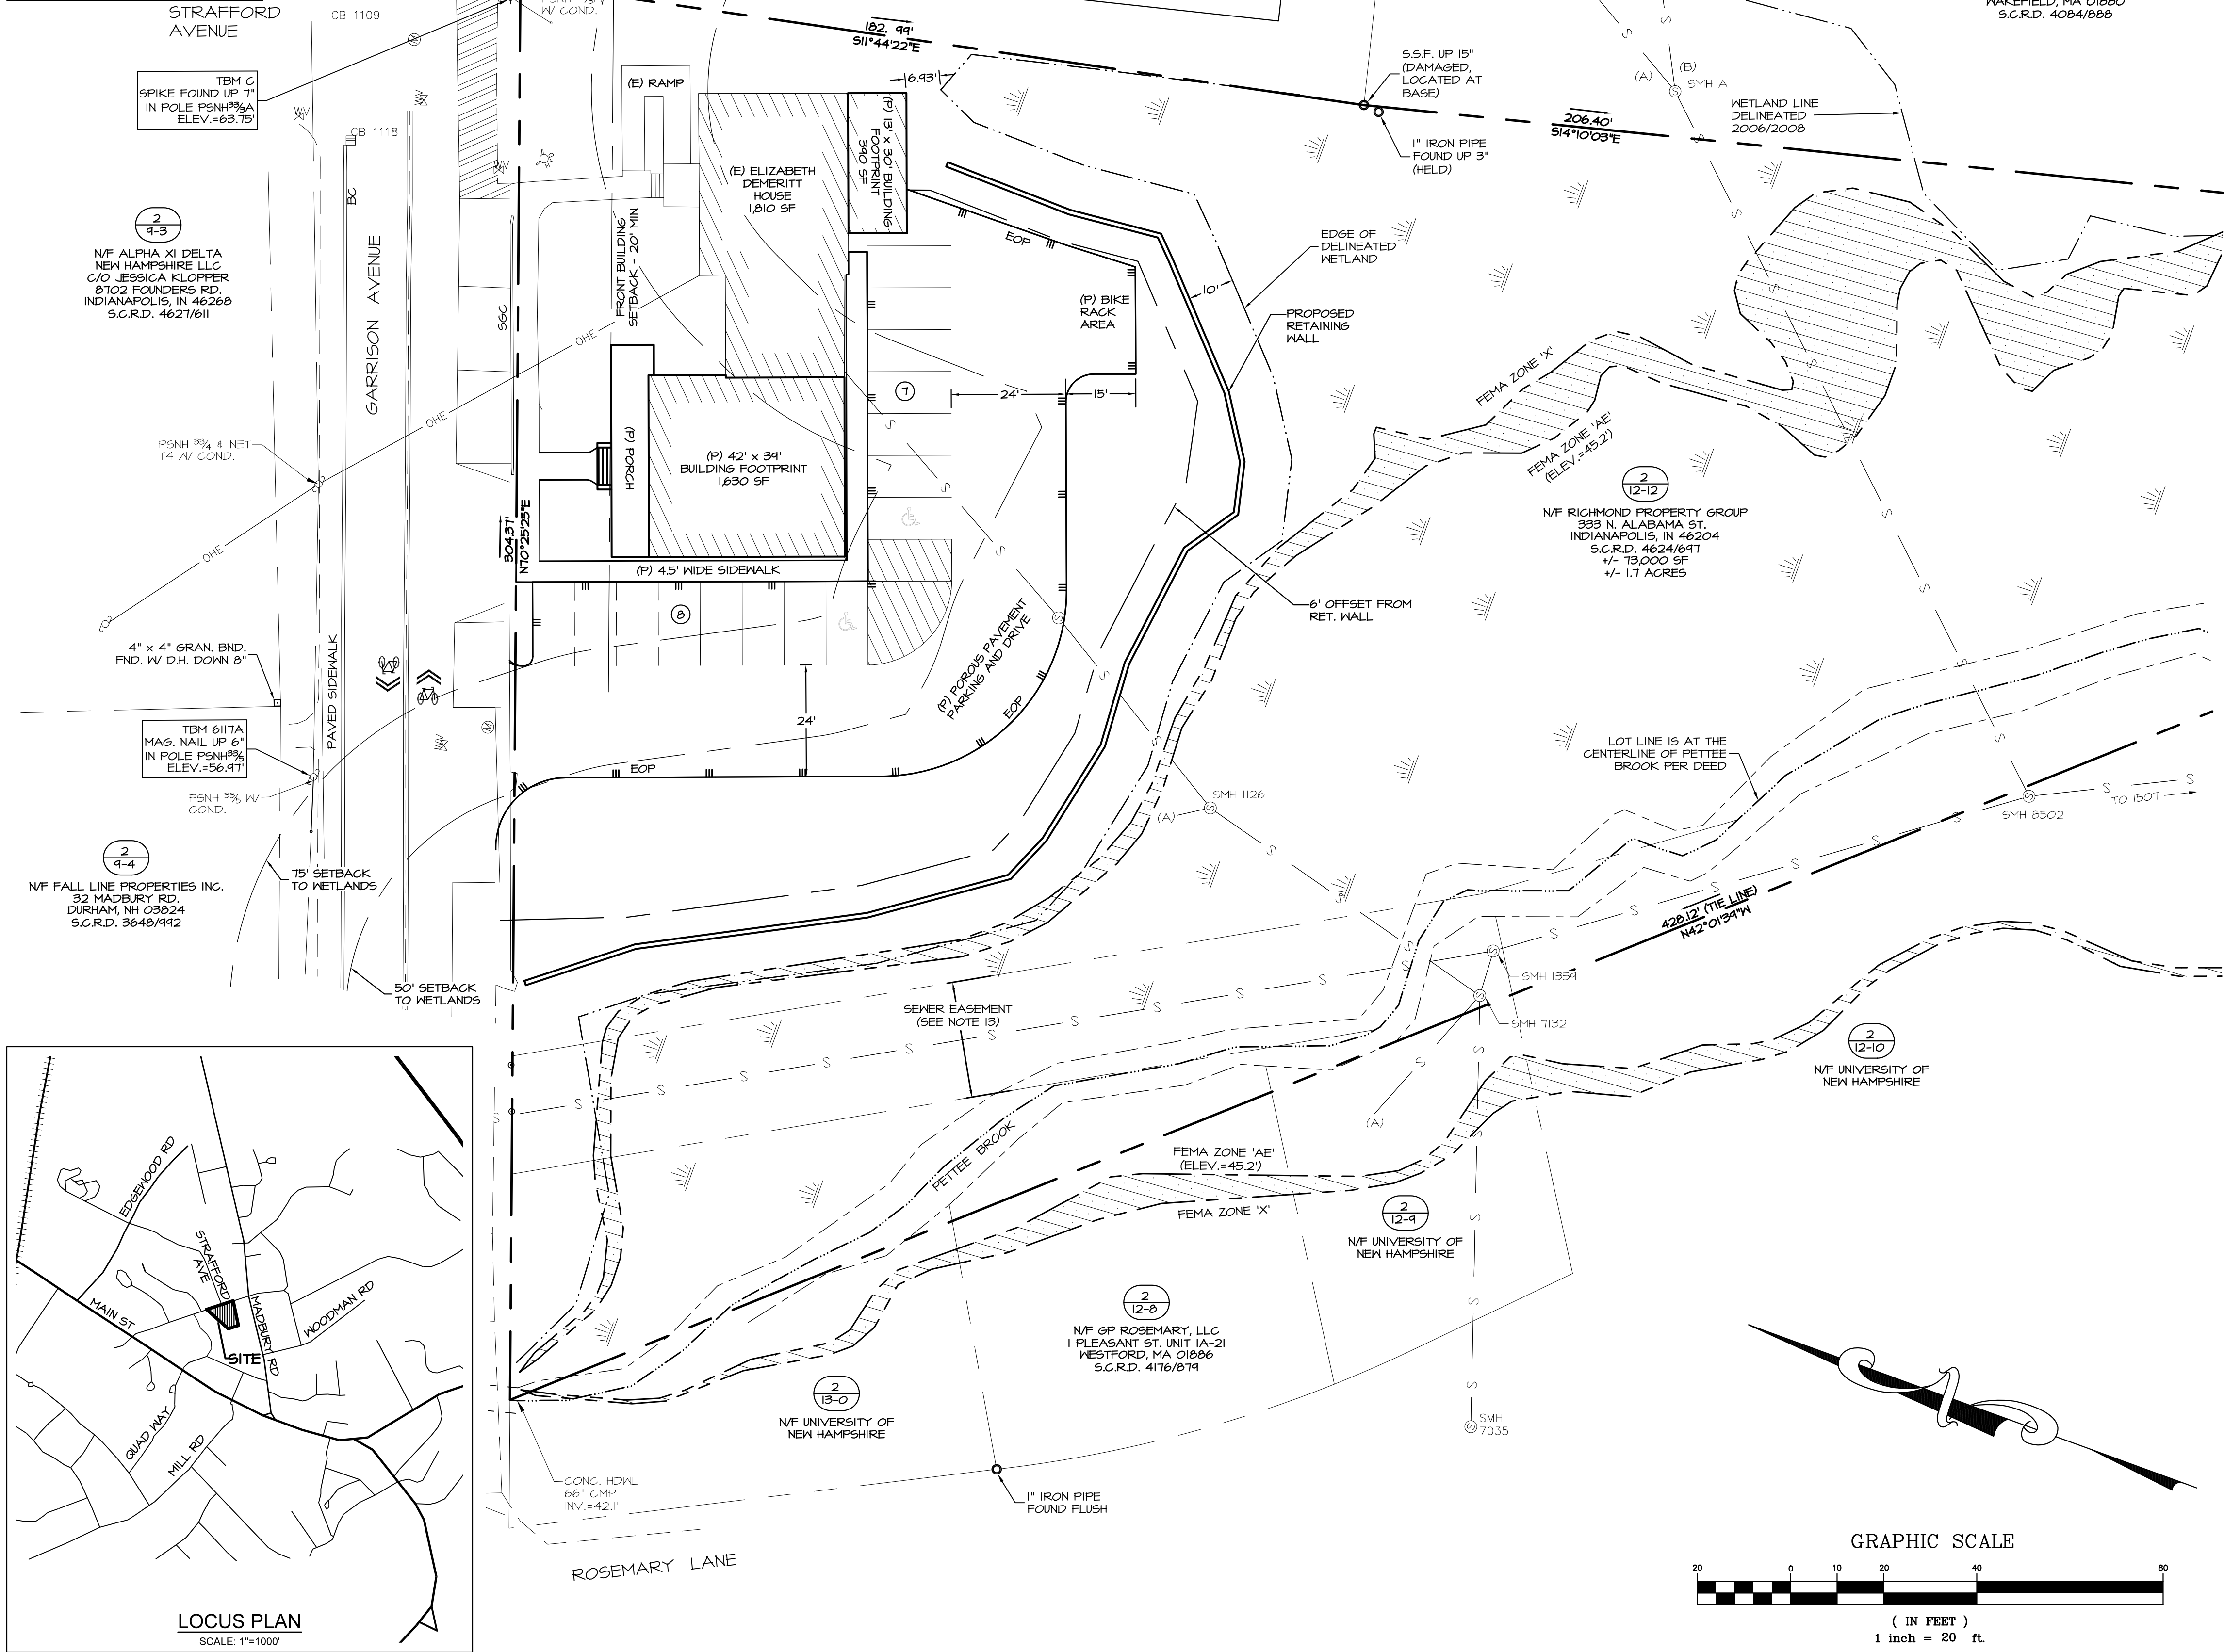 STRAFFORD
AVENUE
CB 1109
W/ COND.
182. 99'
S11°44'22"E
WAKEFIELD, MA 01880
S.C.R.D. 4084/888
TBM C
SPIKE FOUND UP 7"
IN POLE PSNH 33/3A
ELEV.=63.75'
CB 1118
(E) RAMP
6.93'
(P) 13' x 30' BUILDING
FOOTPRINT
390 SF
S.S.F. UP 15"
(DAMAGED,
LOCATED AT
BASE)
1" IRON PIPE
FOUND UP 3"
(HELD)
206.40'
S14°10'03"E
(A)
(B)
SMH A
WETLAND LINE
DELINEATED
2006/2008
2
9-3
N/F ALPHA XI DELTA
NEW HAMPSHIRE LLC
C/O JESSICA KLOPPER
8702 FOUNDERS RD.
INDIANAPOLIS, IN 46268
S.C.R.D. 4627/611
BC
GARRISON AVENUE
SGC
FRONT BUILDING
SETBACK - 20' MIN
(E) ELIZABETH
DEMERITT
HOUSE
1,810 SF
EOP
(P) BIKE
RACK
AREA
10'
EDGE OF
DELINEATED
WETLAND
PROPOSED
RETAINING
WALL
OHE
OHE
OHE
7
24'
15'
PSNH 33/4 & NET
T4 W/ COND.
(P) PORCH
(P) 42' x 39'
BUILDING FOOTPRINT
1,630 SF
304.37'
N70°25'25"E
(P) 4.5' WIDE SIDEWALK
8
FEMA ZONE 'X'
FEMA ZONE 'AE'
(ELEV.=45.2')
2
12-12
N/F RICHMOND PROPERTY GROUP
333 N. ALABAMA ST.
INDIANAPOLIS, IN 46204
S.C.R.D. 4624/697
+/- 73,000 SF
+/- 1.7 ACRES
6' OFFSET FROM
RET. WALL
4" x 4" GRAN. BND.
FND. W/ D.H. DOWN 8"
PAVED SIDEWALK
(P) POROUS PAVEMENT
PARKING AND DRIVE
EOP
24'
EOP
TBM 6117A
MAG. NAIL UP 6"
IN POLE PSNH 33/5
ELEV.=56.97'
PSNH 33/5 W/
COND.
LOT LINE IS AT THE
CENTERLINE OF PETTEE
BROOK PER DEED
SMH 1126
(A)
SMH 8502
TO 1507
2
9-4
N/F FALL LINE PROPERTIES INC.
32 MADBURY RD.
DURHAM, NH 03824
S.C.R.D. 3648/992
75' SETBACK
TO WETLANDS
50' SETBACK
TO WETLANDS
428.12' (TIE LINE)
N42°01'39"W
SMH 1359
SMH 7132
SEWER EASEMENT
(SEE NOTE 13)
2
12-10
N/F UNIVERSITY OF
NEW HAMPSHIRE
(A)
PETTEE BROOK
FEMA ZONE 'AE'
(ELEV.=45.2')
FEMA ZONE 'X'
2
12-9
N/F UNIVERSITY OF
NEW HAMPSHIRE
2
12-8
N/F GP ROSEMARY, LLC
1 PLEASANT ST. UNIT 1A-21
WESTFORD, MA 01886
S.C.R.D. 4176/879
2
13-0
N/F UNIVERSITY OF
NEW HAMPSHIRE
SMH
7035
CONC. HDWL
66" CMP
INV.=42.1'
1" IRON PIPE
FOUND FLUSH
ROSEMARY LANE
EDGEWOOD RD
STRAFFORD
AVE
MAIN ST
MADBURY RD
WOODMAN RD
SITE
QUAD WAY
MILL RD
LOCUS PLAN
SCALE: 1"=1000'
GRAPHIC SCALE
20 0 10 20 40 80
( IN FEET )
1 inch = 20 ft.